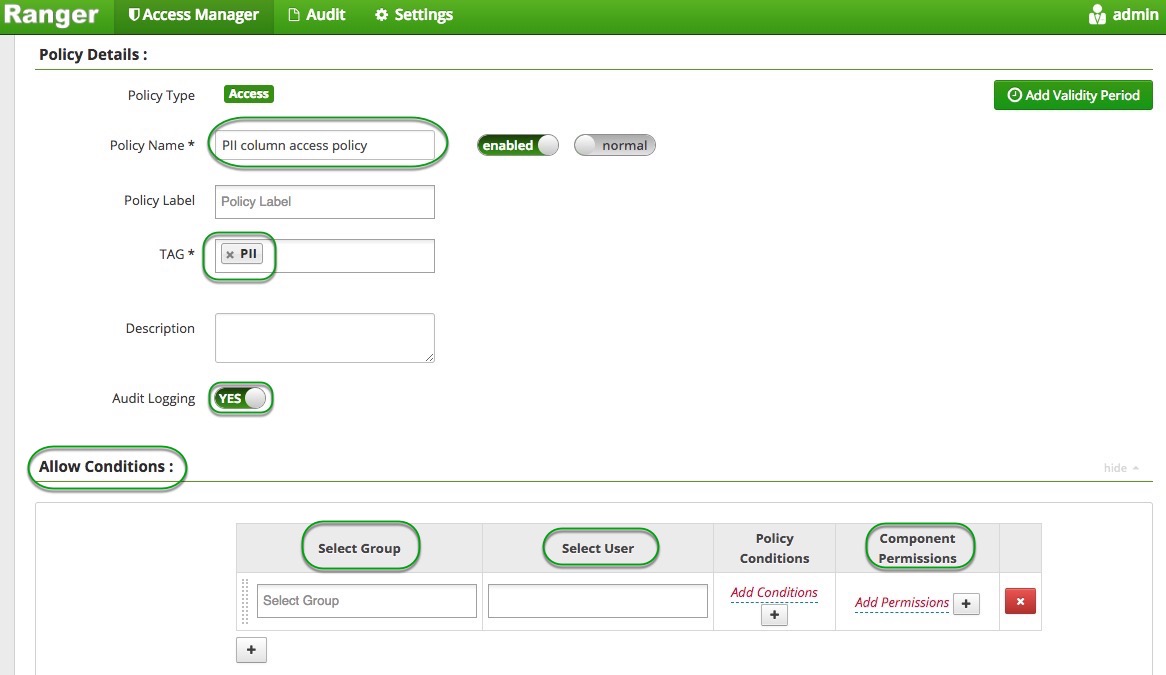 Ranger Access Manager Audit Settings admin
Policy Details :
Policy Type Access Add Validity Period
Policy Name * PII column access policy enabled normal
Policy Label Policy Label
TAG * × PII
Description
Audit Logging YES
Allow Conditions : hide
Select Group Select User Policy Conditions Component Permissions
Select Group Add Conditions Add Permissions + ×
+
+